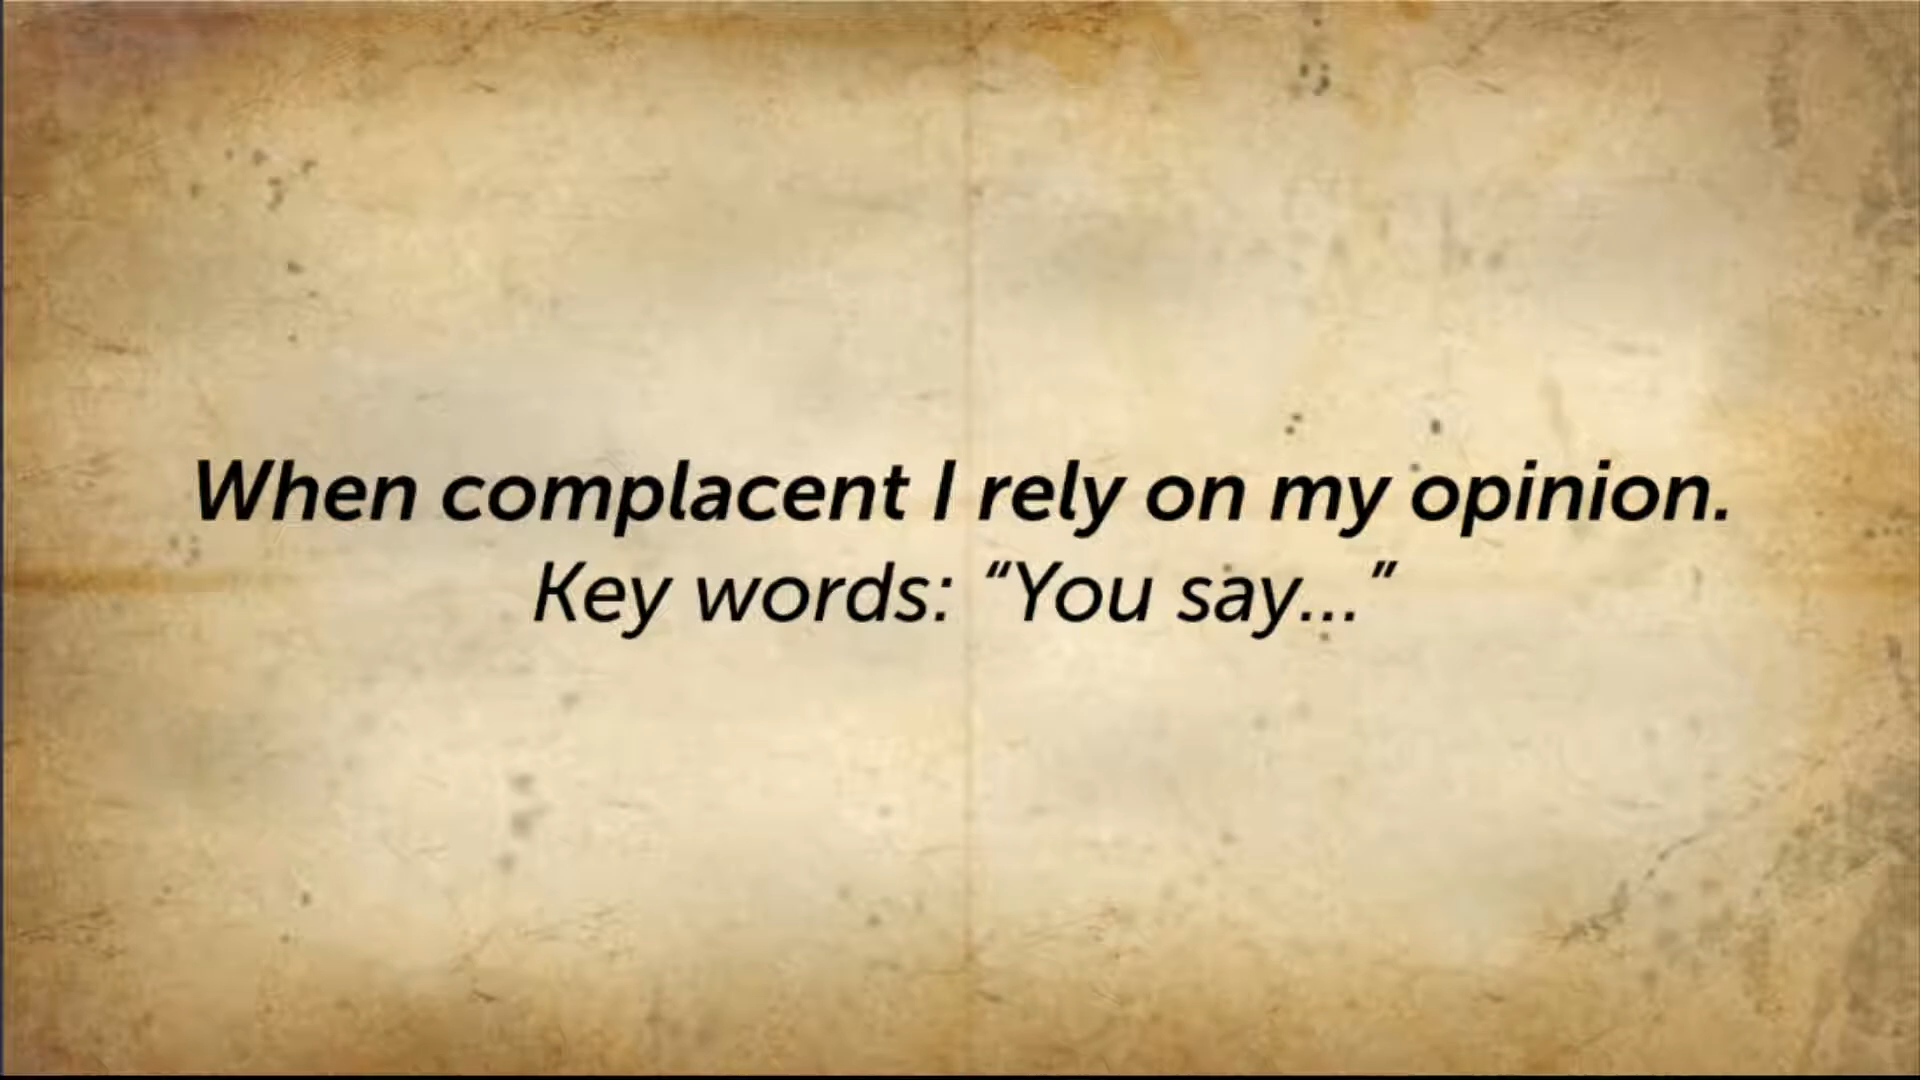 When complacent I rely on my opinion.
Key words: “You say...”